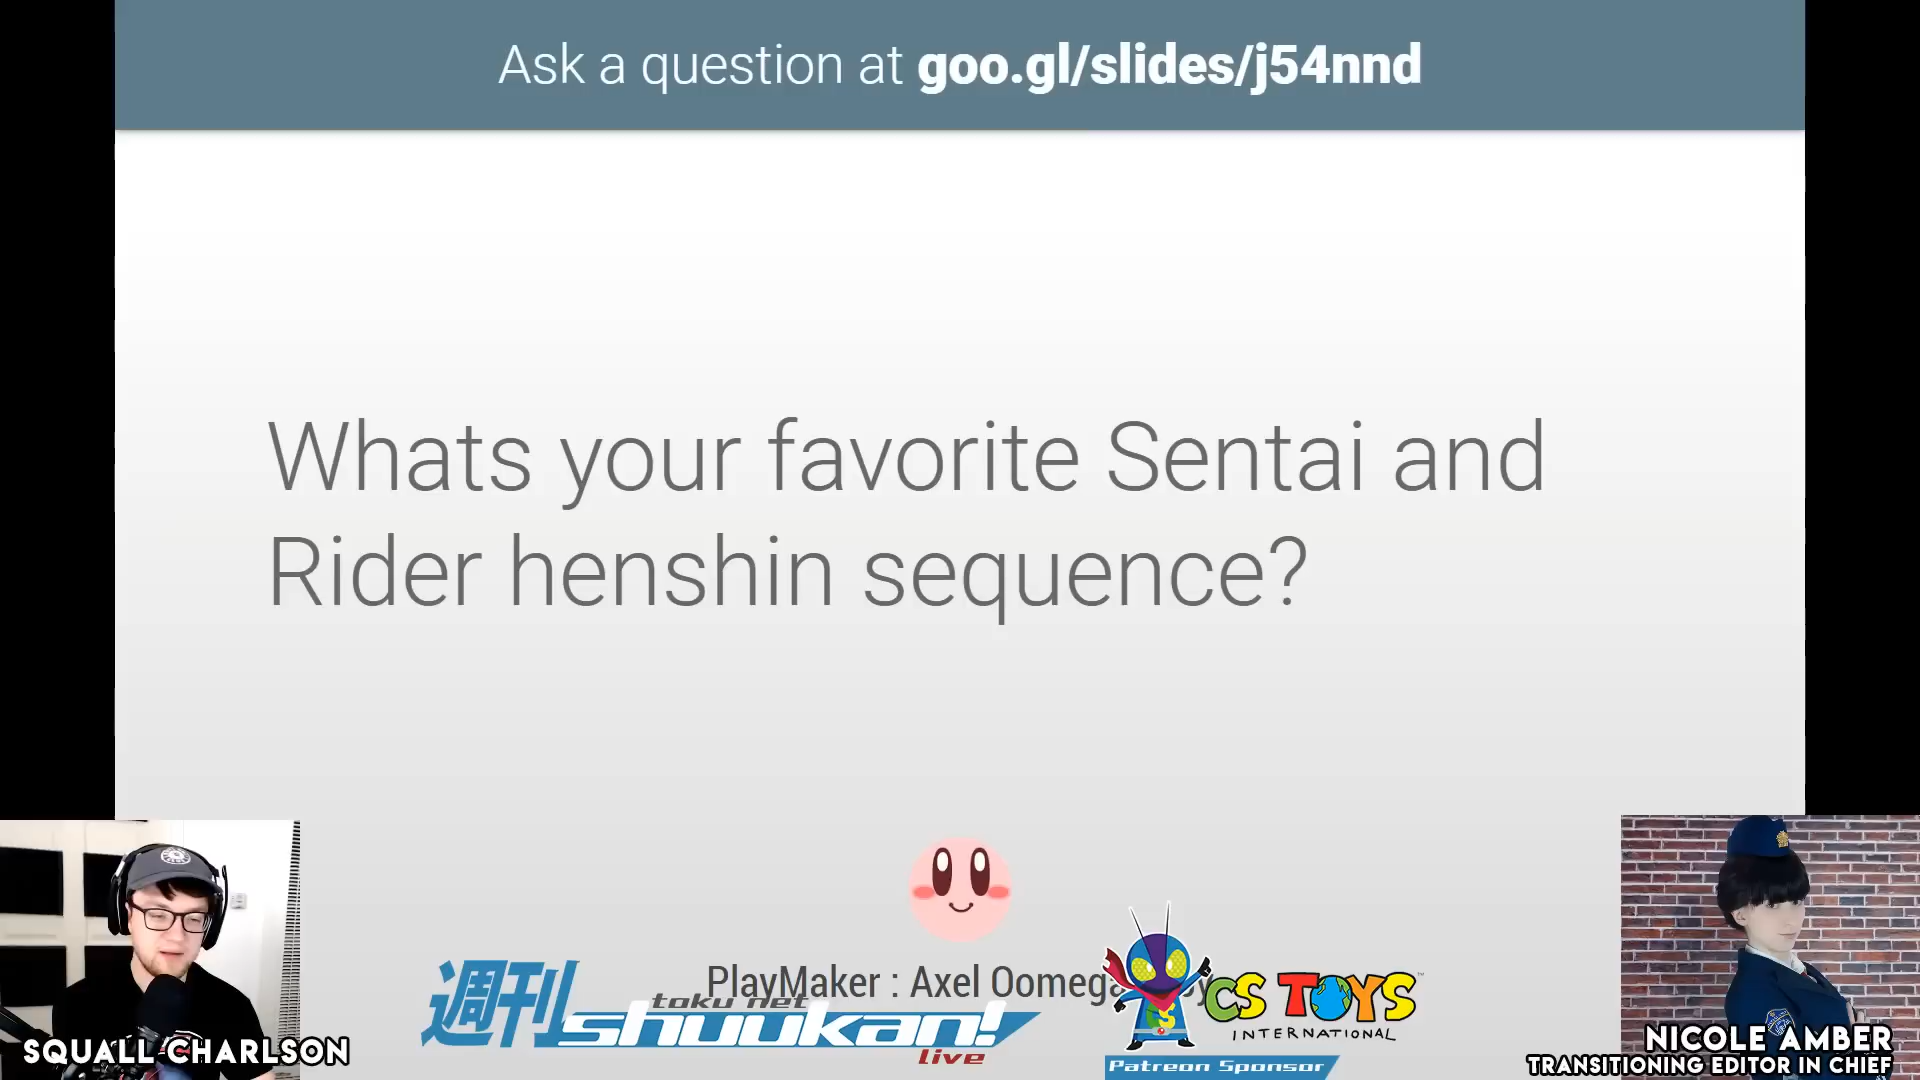 Ask a question at goo.gl/slides/j54nnd
Whats your favorite Sentai and
Rider henshin sequence?
PlayMaker : Axel Oomega
週刊
toku net
shuukan!
live
CS TOYS
INTERNATIONAL
Patreon Sponsor
SQUALL CHARLSON
NICOLE AMBER
TRANSITIONING EDITOR IN CHIEF